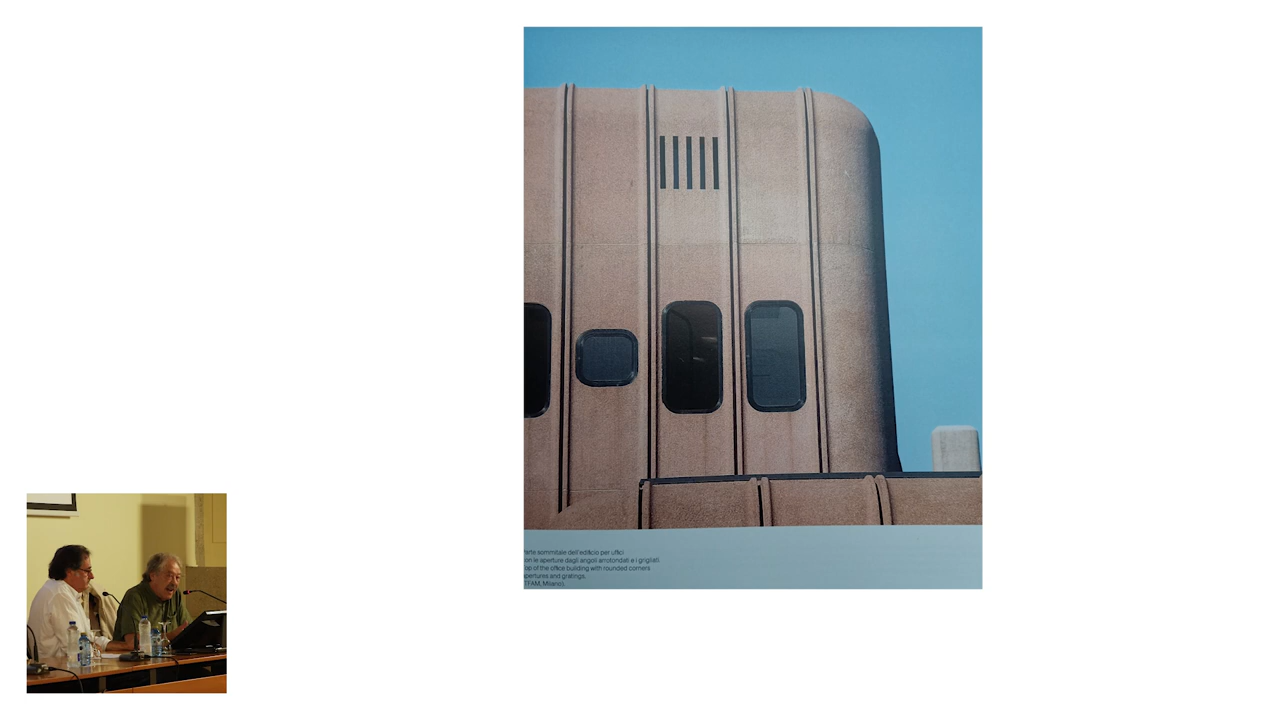 Parte sommitale dell'edificio per uffici
con le aperture dagli angoli arrotondati e i grigliati
Top of the office building with rounded corners
apertures and gratings.
TFAM, Milano).